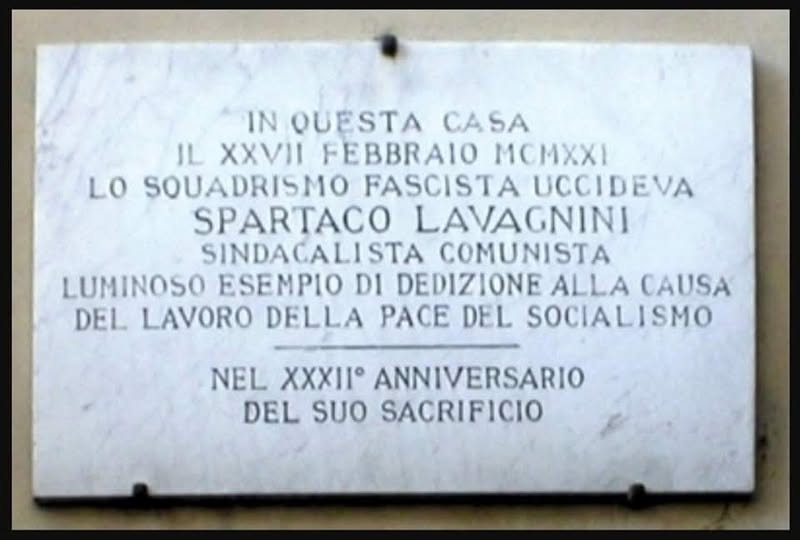 IN QUESTA CASA
IL XXVII FEBBRAIO MCMXXI
LO SQUADRISMO FASCISTA UCCIDEVA
SPARTACO LAVAGNINI
SINDACALISTA COMUNISTA
LUMINOSO ESEMPIO DI DEDIZIONE ALLA CAUSA
DEL LAVORO DELLA PACE DEL SOCIALISMO
NEL XXXII° ANNIVERSARIO
DEL SUO SACRIFICIO